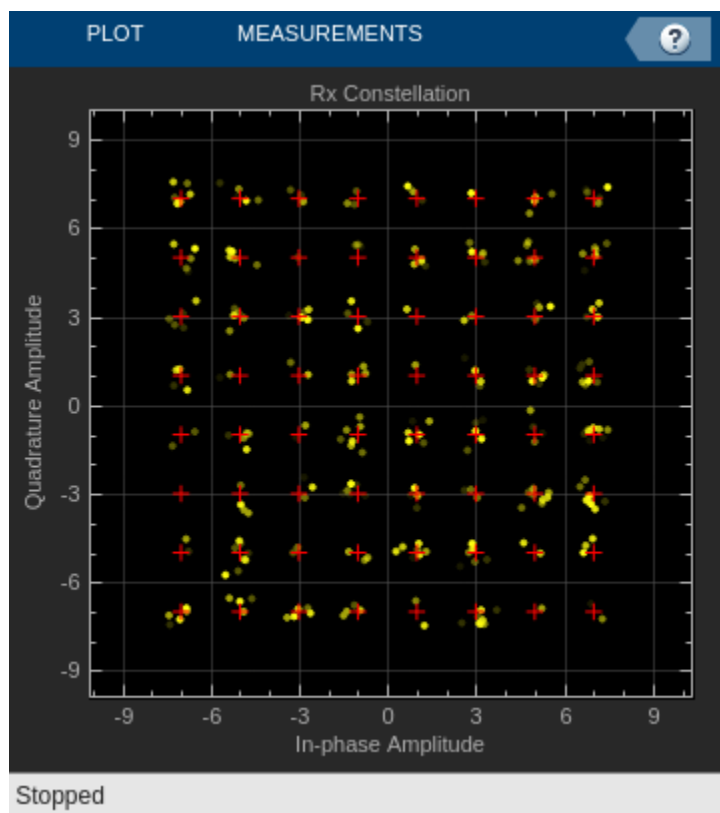 PLOT MEASUREMENTS ?
Rx Constellation
9
6
3
0
-3
-6
-9
Quadrature Amplitude
-9 -6 -3 0 3 6 9
In-phase Amplitude
Stopped